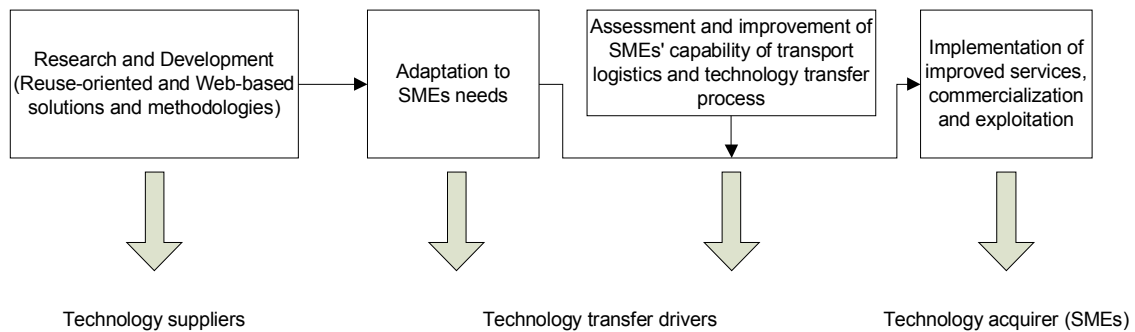 Research and Development
(Reuse-oriented and Web-based
solutions and methodologies)
Adaptation to
SMEs needs
Assessment and improvement of
SMEs' capability of transport
logistics and technology transfer
process
Implementation of
improved services,
commercialization
and exploitation
Technology suppliers
Technology transfer drivers
Technology acquirer (SMEs)